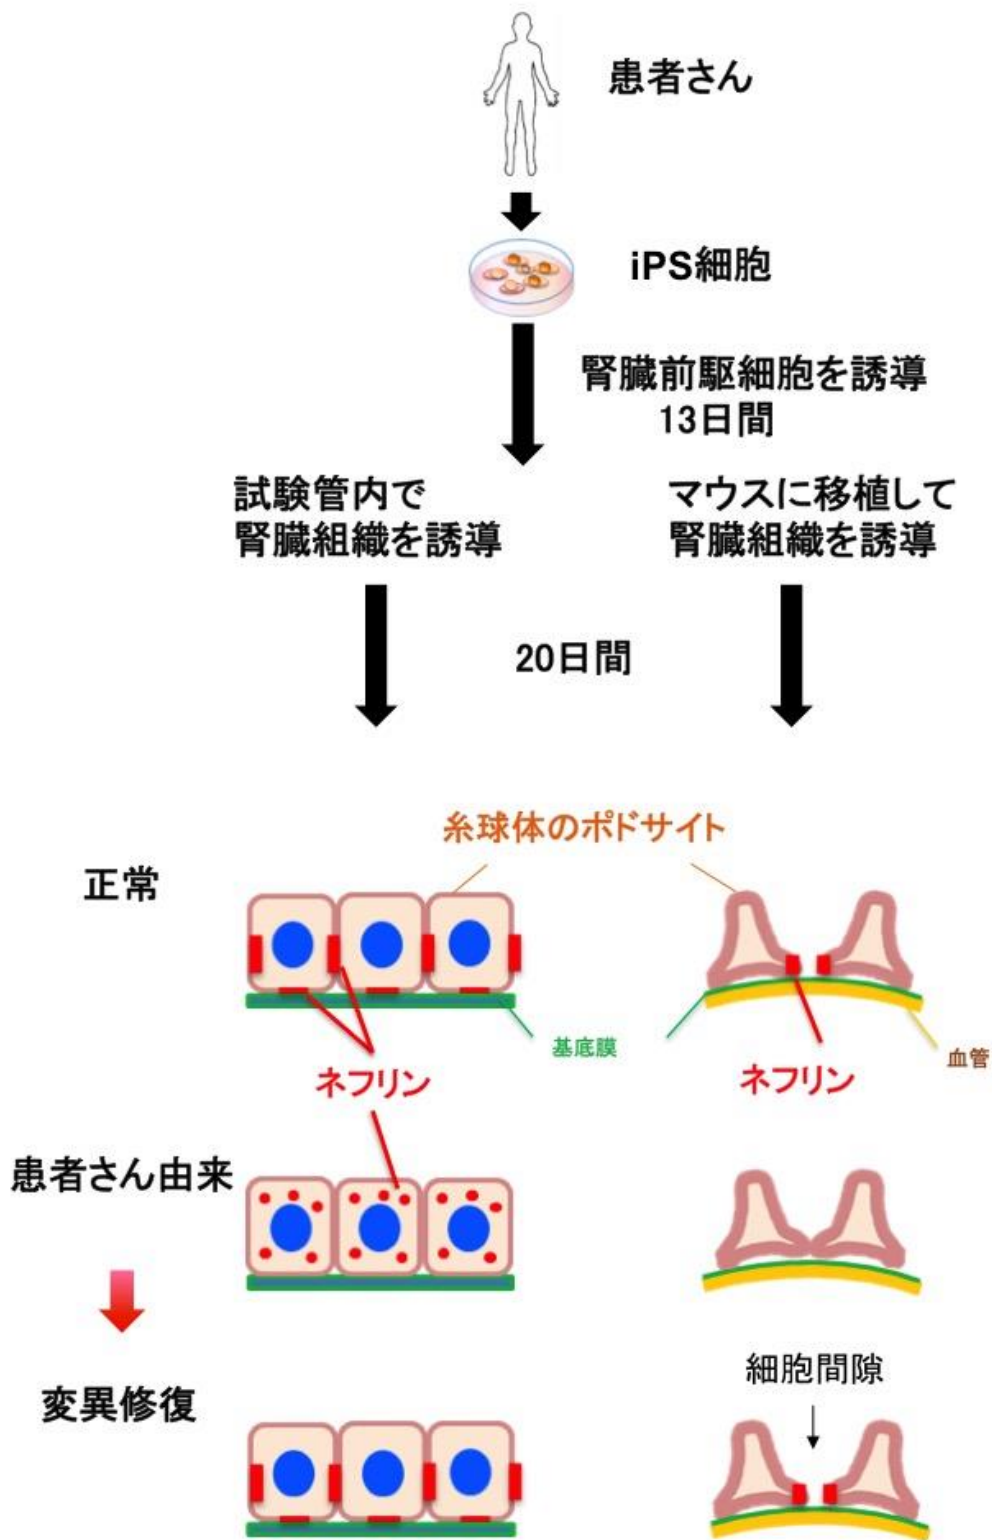 患者さん
iPS細胞
腎臓前駆細胞を誘導
13日間
試験管内で
腎臓組織を誘導
マウスに移植して
腎臓組織を誘導
20日間
糸球体のポドサイト
正常
基底膜
血管
ネフリン
ネフリン
患者さん由来
細胞間隙
変異修復